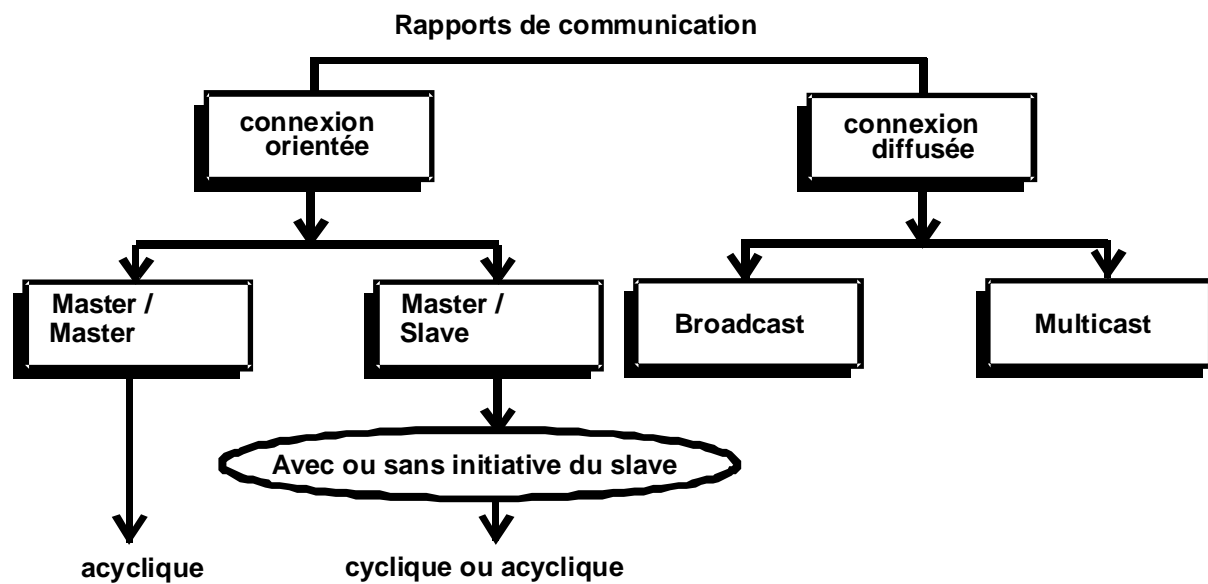 Rapports de communication
connexion
orientée
connexion
diffusée
Master /
Master
Master /
Slave
Broadcast
Multicast
Avec ou sans initiative du slave
acyclique
cyclique ou acyclique